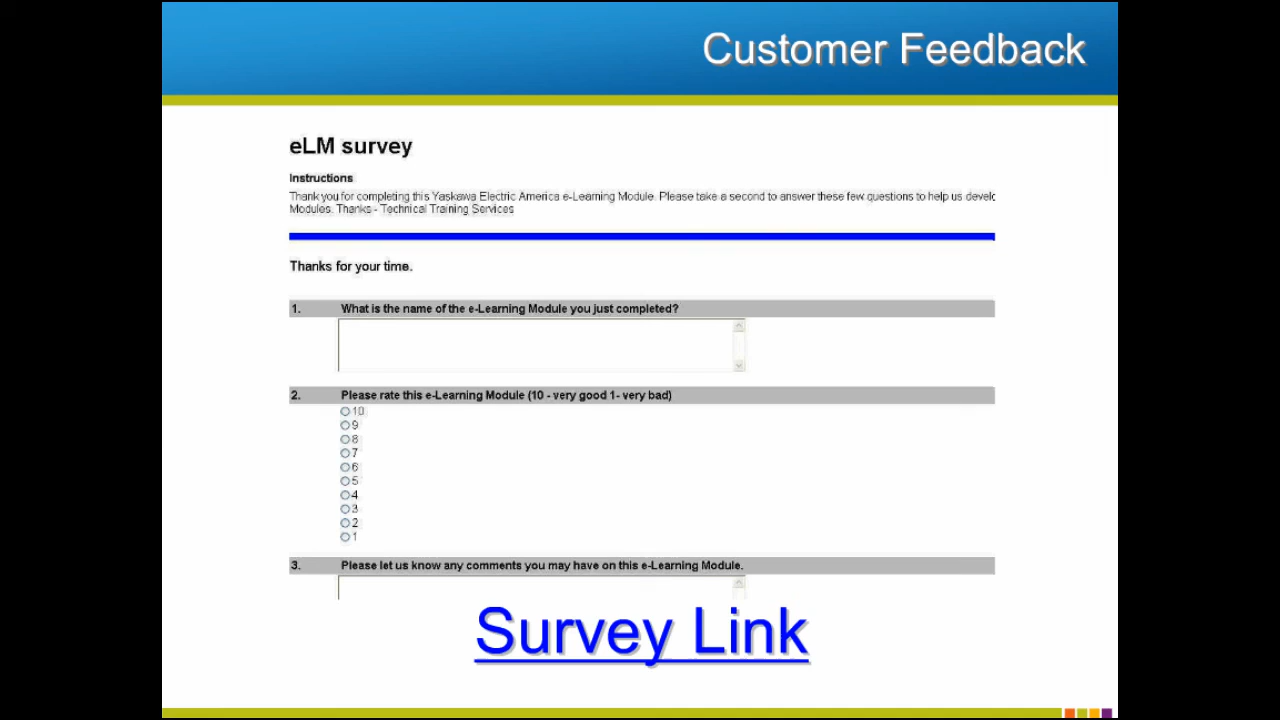 Customer Feedback
eLM survey
Instructions
Thank you for completing this Yaskawa Electric America e-Learning Module. Please take a second to answer these few questions to help us develc
Modules. Thanks - Technical Training Services
Thanks for your time.
1. What is the name of the e-Learning Module you just completed?
2. Please rate this e-Learning Module (10 - very good 1- very bad)
10
9
8
7
6
5
4
3
2
1
3. Please let us know any comments you may have on this e-Learning Module.
Survey Link